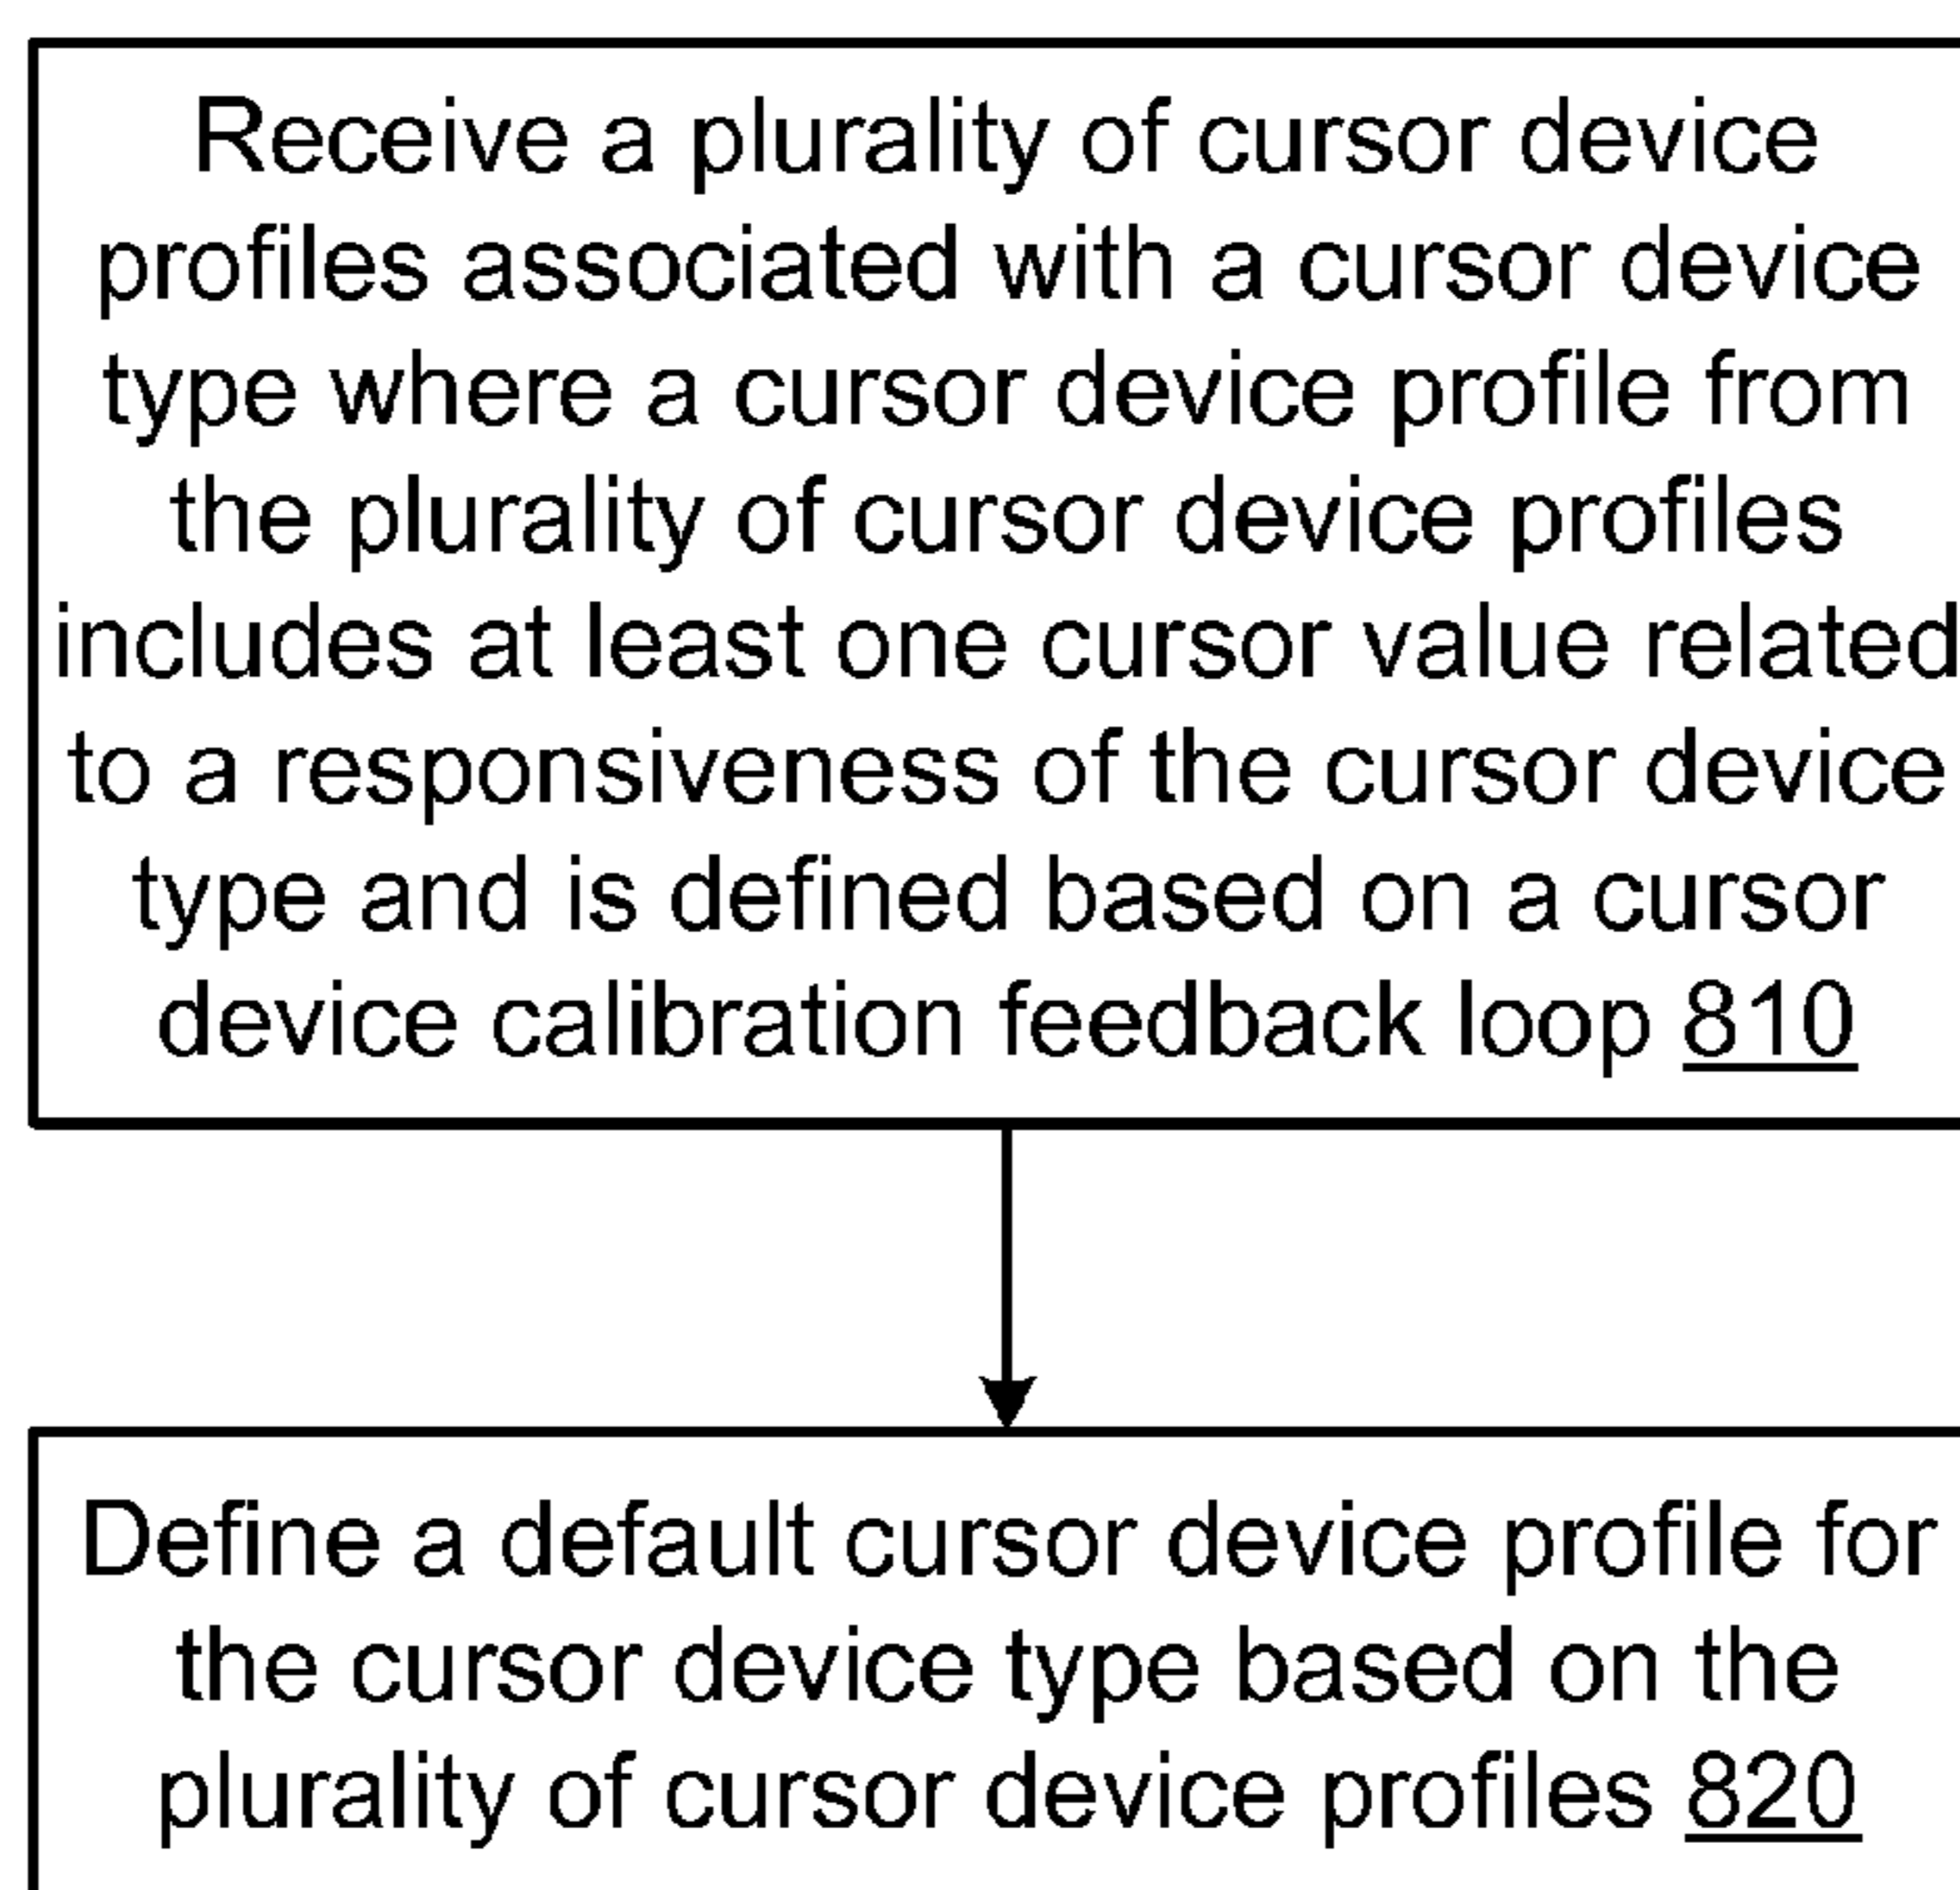 Receive a plurality of cursor device
profiles associated with a cursor device
type where a cursor device profile from
the plurality of cursor device profiles
includes at least one cursor value related
to a responsiveness of the cursor device
type and is defined based on a cursor
device calibration feedback loop 810
Define a default cursor device profile for
the cursor device type based on the
plurality of cursor device profiles 820